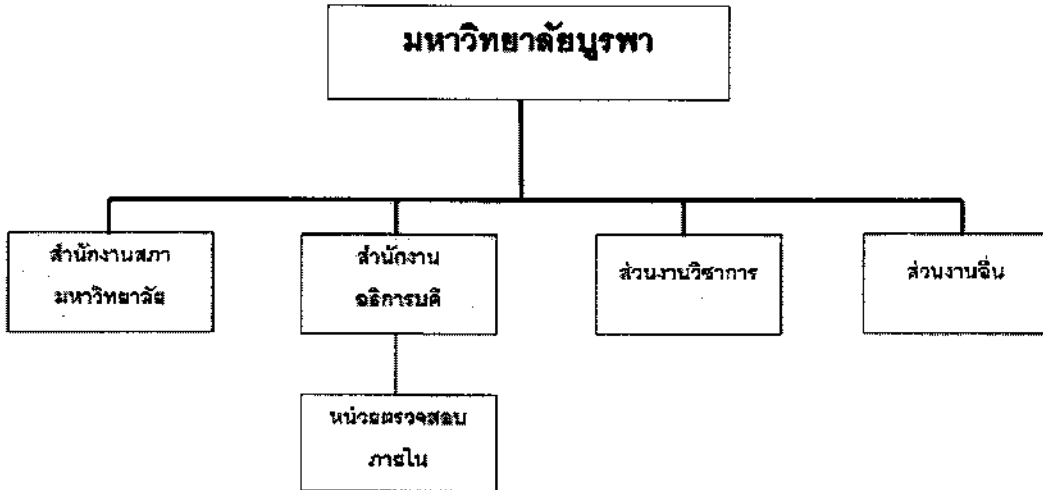 มหาวิทยาลัยบูรพา
สำนักงานสภา
มหาวิทยาลัย
สำนักงาน
อธิการบดี
ส่วนงานวิชาการ
ส่วนงานอื่น
หน่วยตรวจสอบ
ภายใน